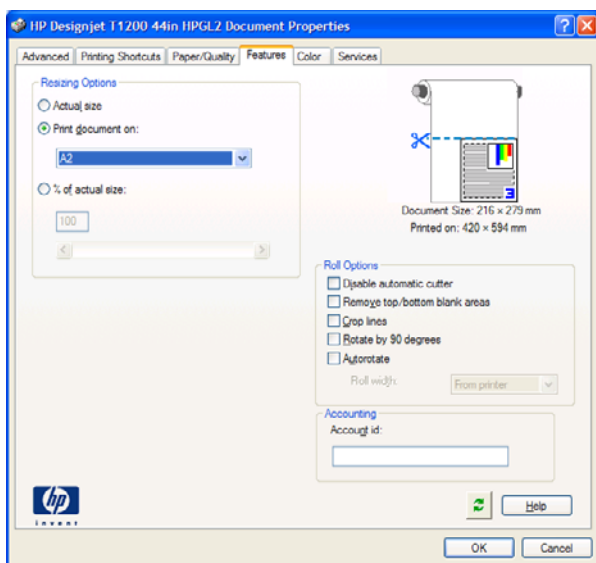 HP Designjet T1200 44in HPGL2 Document Properties
Advanced Printing Shortcuts Paper/Quality Features Color Services
Resizing Options
Actual size
Print document on:
A2
% of actual size:
100
3
Document Size: 216 × 279 mm
Printed on: 420 × 594 mm
Roll Options
Disable automatic cutter
Remove top/bottom blank areas
Crop lines
Rotate by 90 degrees
Autorotate
Roll width: From printer
Accounting
Account id:
hp
invent
Help
OK Cancel